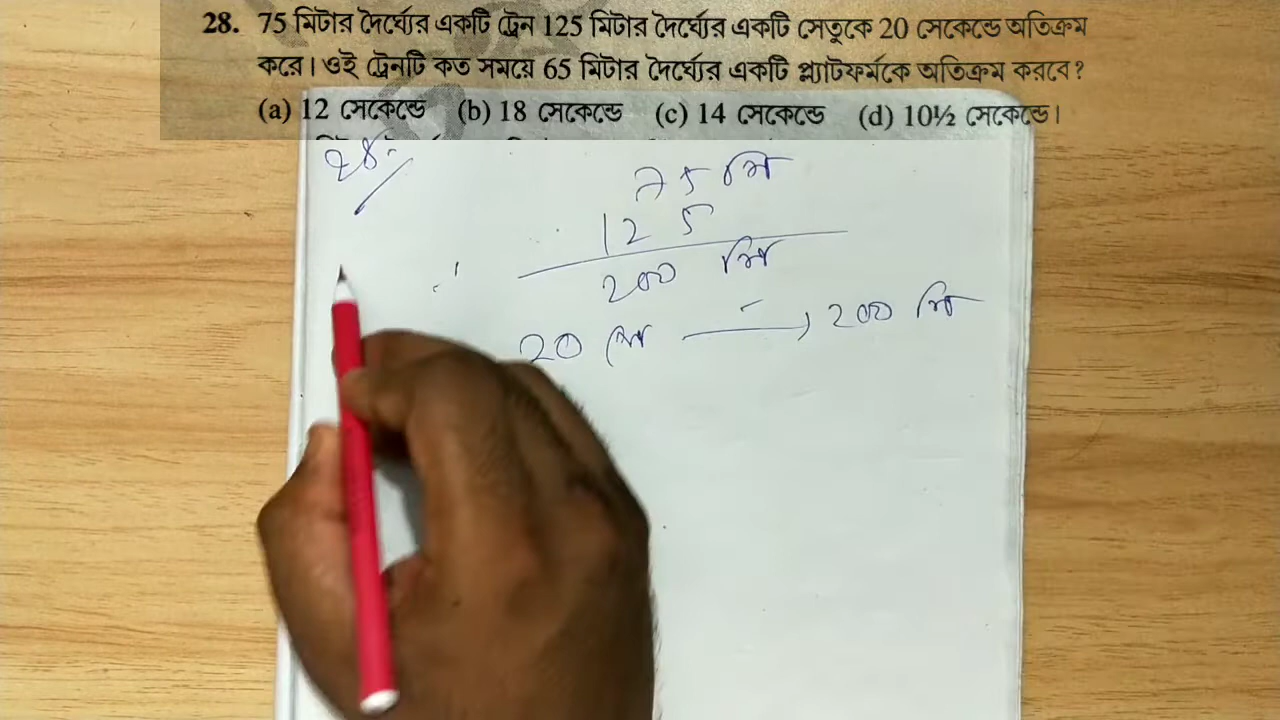 28. 75 মিটার দৈর্ঘ্যের একটি ট্রেন 125 মিটার দৈর্ঘ্যের একটি সেতুকে 20 সেকেন্ডে অতিক্রম
করে। ওই ট্রেনটি কত সময়ে 65 মিটার দৈর্ঘ্যের একটি প্ল্যাটফর্মকে অতিক্রম করবে?
(a) 12 সেকেন্ডে (b) 18 সেকেন্ডে (c) 14 সেকেন্ডে (d) 10½ সেকেন্ডে।
28.
75 মি
125
200 মি
20 সে → 200 মি